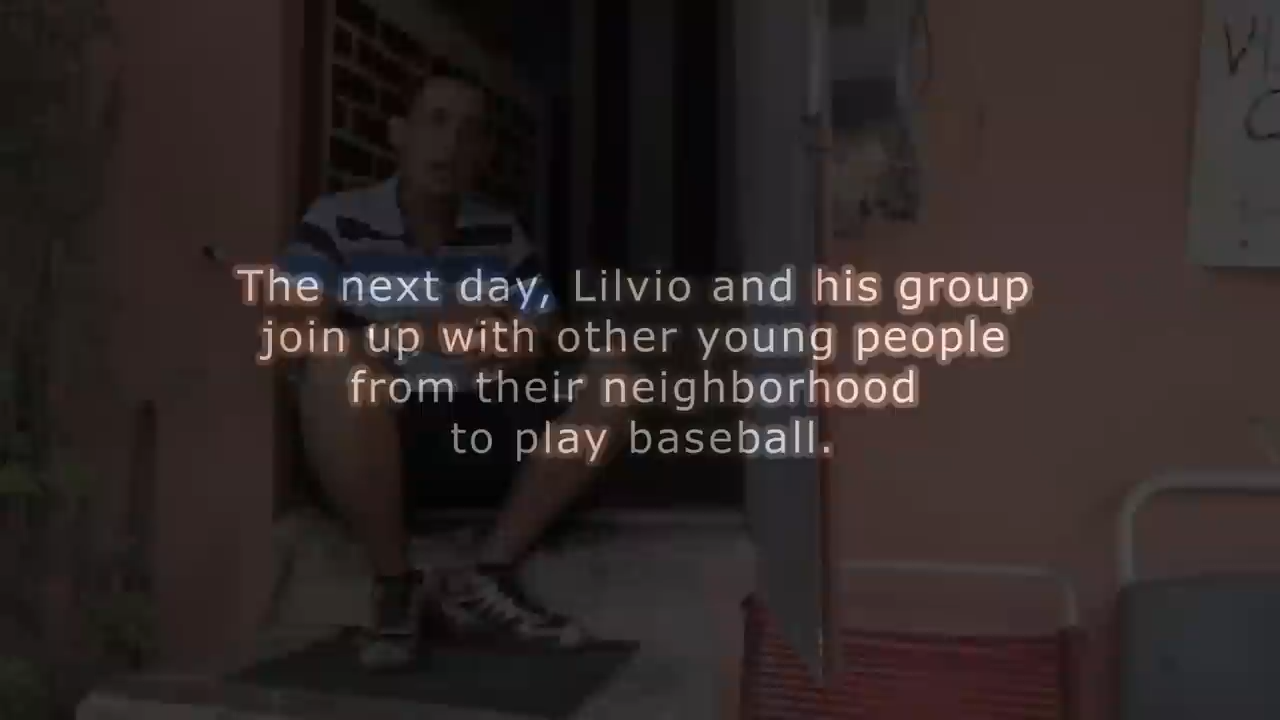 The next day, Lilvio and his group
join up with other young people
from their neighborhood
to play baseball.